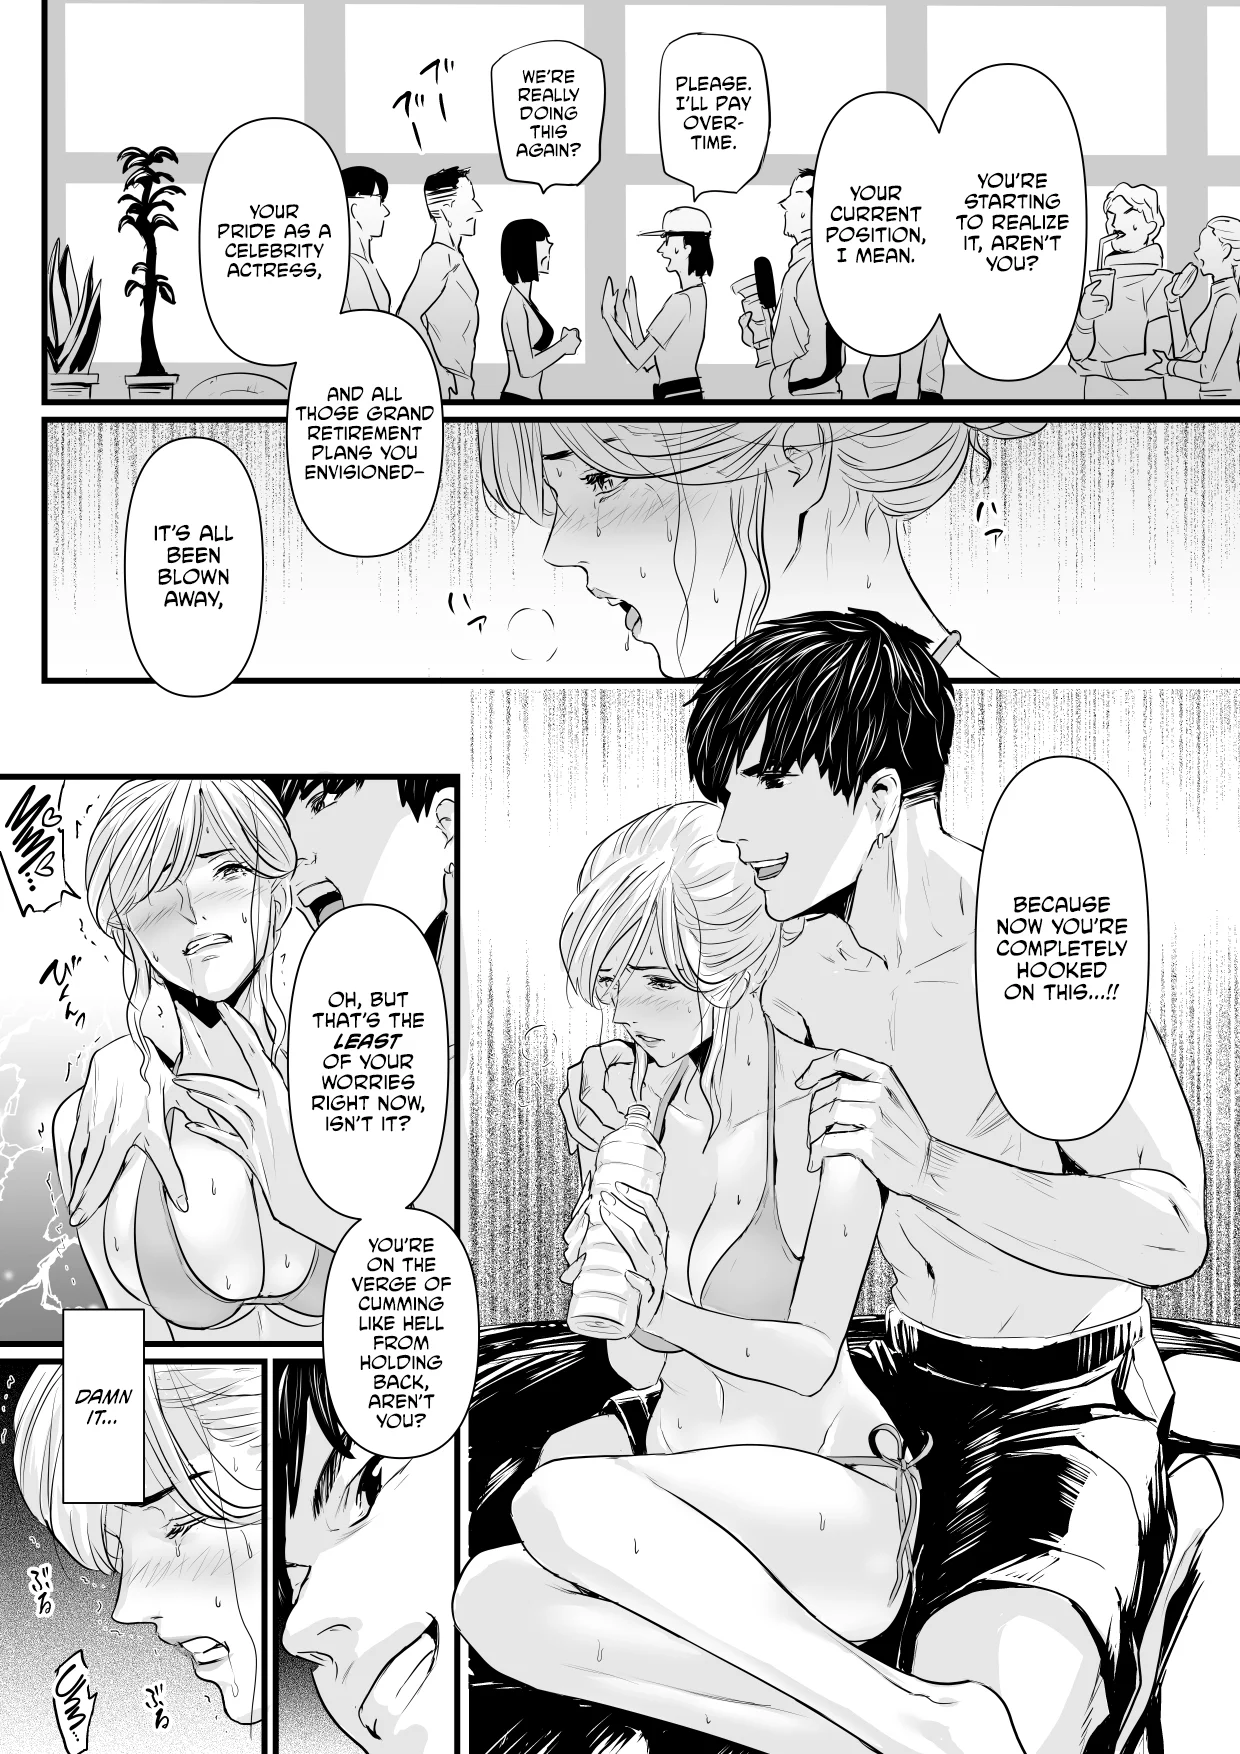 YOU'RE
STARTING
TO REALIZE
IT, AREN'T
YOU?
YOUR
CURRENT
POSITION,
I MEAN.
PLEASE.
I'LL PAY
OVER-
TIME.
WE'RE
REALLY
DOING
THIS
AGAIN?
YOUR
PRIDE AS A
CELEBRITY
ACTRESS,
AND ALL
THOSE GRAND
RETIREMENT
PLANS YOU
ENVISIONED–
IT'S ALL
BEEN
BLOWN
AWAY,
BECAUSE
NOW YOU'RE
COMPLETELY
HOOKED
ON THIS...!!
OH, BUT
THAT'S THE
LEAST
OF YOUR
WORRIES
RIGHT NOW,
ISN'T IT?
YOU'RE
ON THE
VERGE OF
CUMMING
LIKE HELL
FROM
HOLDING
BACK,
AREN'T
YOU?
DAMN
IT...
ぶる
ぶる